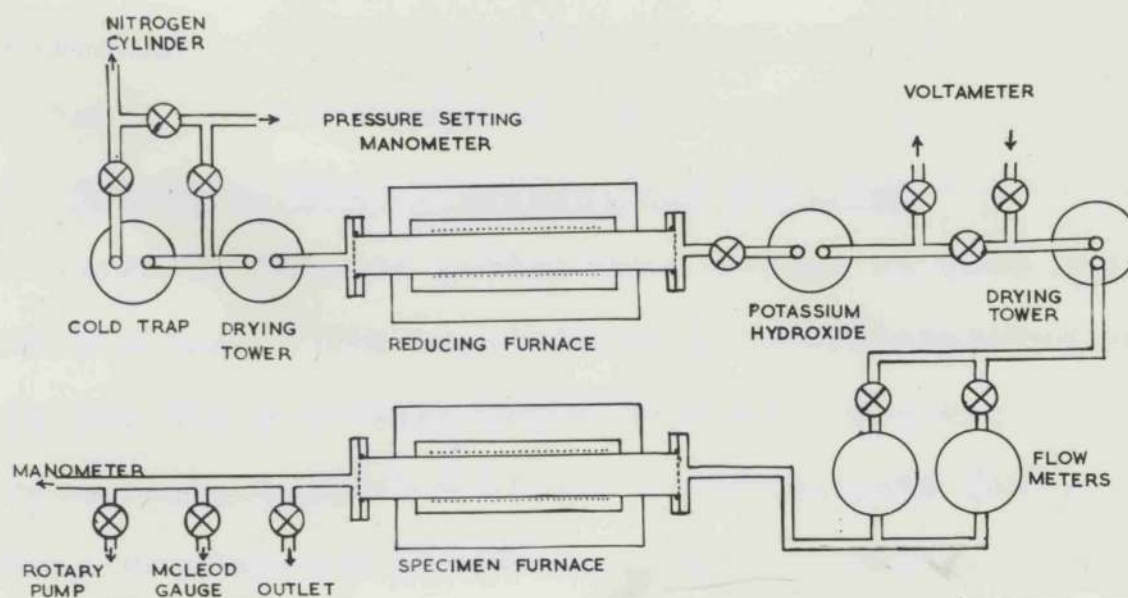 NITROGEN
CYLINDER
VOLTAMETER
PRESSURE SETTING
MANOMETER
COLD TRAP
DRYING
TOWER
REDUCING FURNACE
POTASSIUM
HYDROXIDE
DRYING
TOWER
MANOMETER
FLOW
METERS
ROTARY
PUMP
MCLEOD
GAUGE
OUTLET
SPECIMEN FURNACE